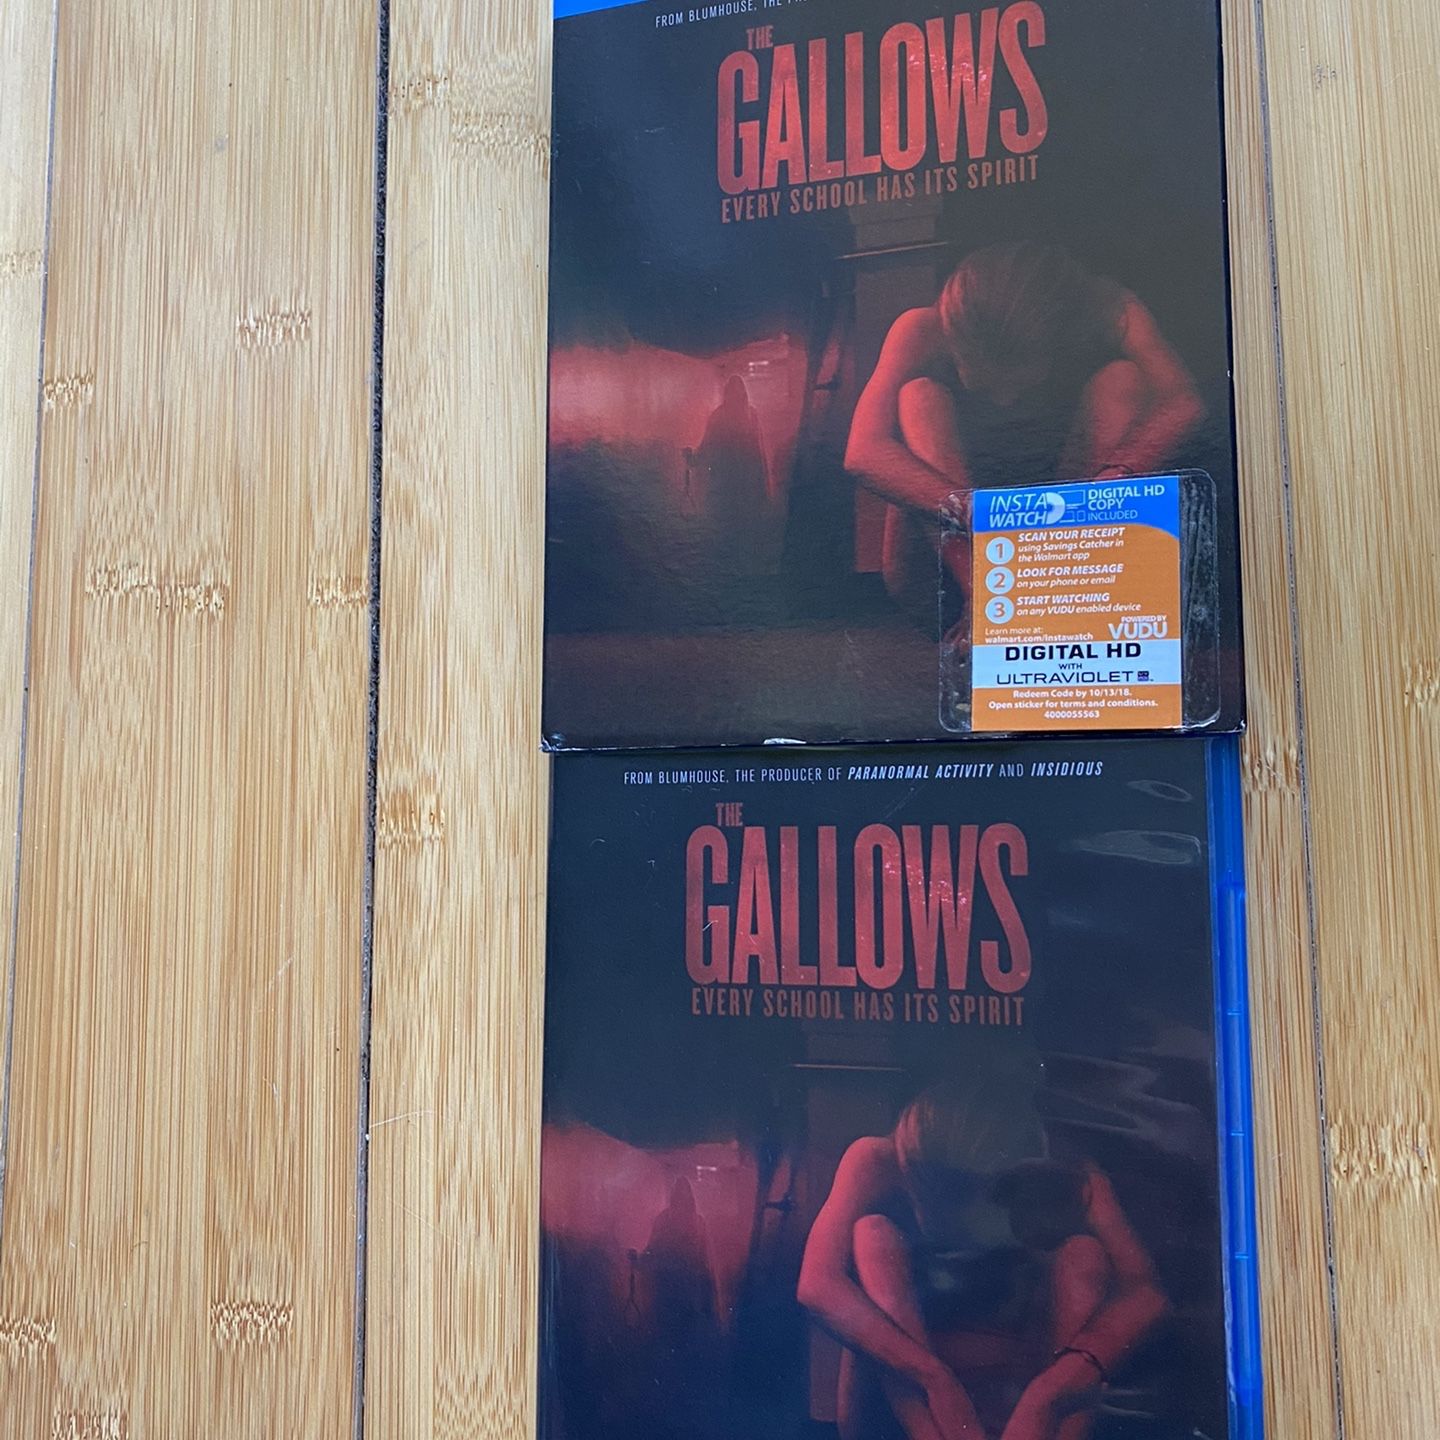 FROM BLUMHOUSE, THE
THE
GALLOWS
EVERY SCHOOL HAS ITS SPIRIT
INSTA WATCH
DIGITAL HD
COPY
INCLUDED
1 SCAN YOUR RECEIPT
using Savings Catcher in
the Walmart app
2 LOOK FOR MESSAGE
on your phone or email
3 START WATCHING
on any VUDU enabled device
Learn more at:
walmart.com/instawatch
POWERED BY
VUDU
DIGITAL HD
WITH
ULTRAVIOLET
Redeem Code by 10/13/18.
Open sticker for terms and conditions.
4000055563
FROM BLUMHOUSE, THE PRODUCER OF PARANORMAL ACTIVITY AND INSIDIOUS
THE
GALLOWS
EVERY SCHOOL HAS ITS SPIRIT